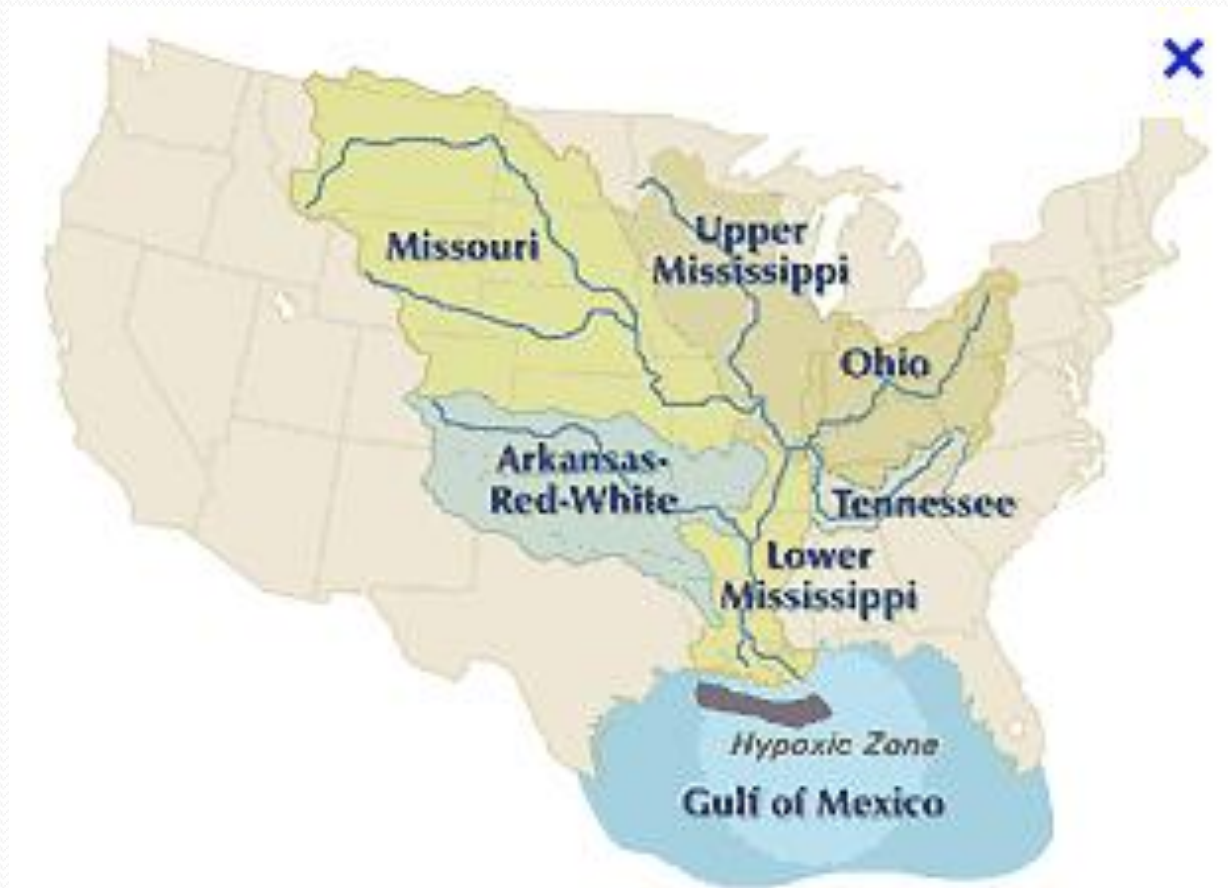 Missouri
Upper
Mississippi
Ohio
Arkansas-
Red-White
Tennessee
Lower
Mississippi
Hypoxic Zone
Gulf of Mexico